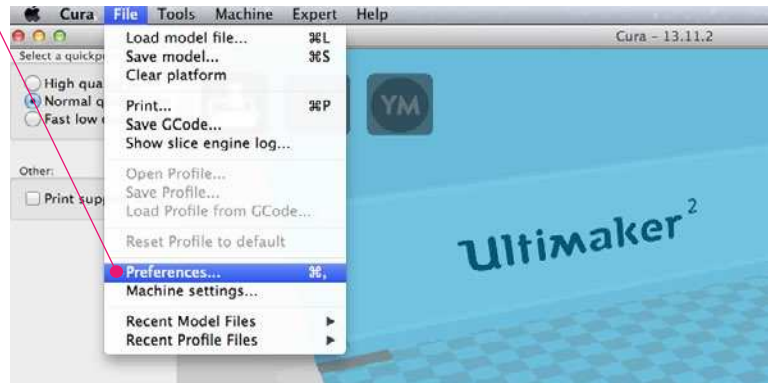 Cura File Tools Machine Expert Help
Cura - 13.11.2
Select a quickp
High qua
Normal q
Fast low
Other:
Print supp
Load model file... ⌘L
Save model... ⌘S
Clear platform
Print... ⌘P
Save GCode...
Show slice engine log...
Open Profile...
Save Profile...
Load Profile from GCode...
Reset Profile to default
Preferences... ⌘,
Machine settings...
Recent Model Files ▶
Recent Profile Files ▶
YM
Ultimaker²